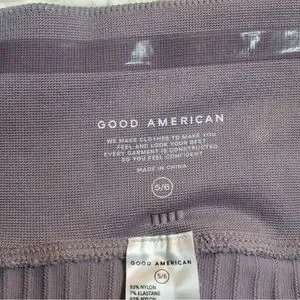 GOOD AMERICAN
WE MAKE CLOTHES TO MAKE YOU
FEEL AND LOOK YOUR BEST
EVERY GARMENT IS CONSTRUCTED
SO YOU FEEL CONFIDENT
MADE IN CHINA
5/6
GOOD AMERICAN
5/6
93% NYLON
7% ELASTANE